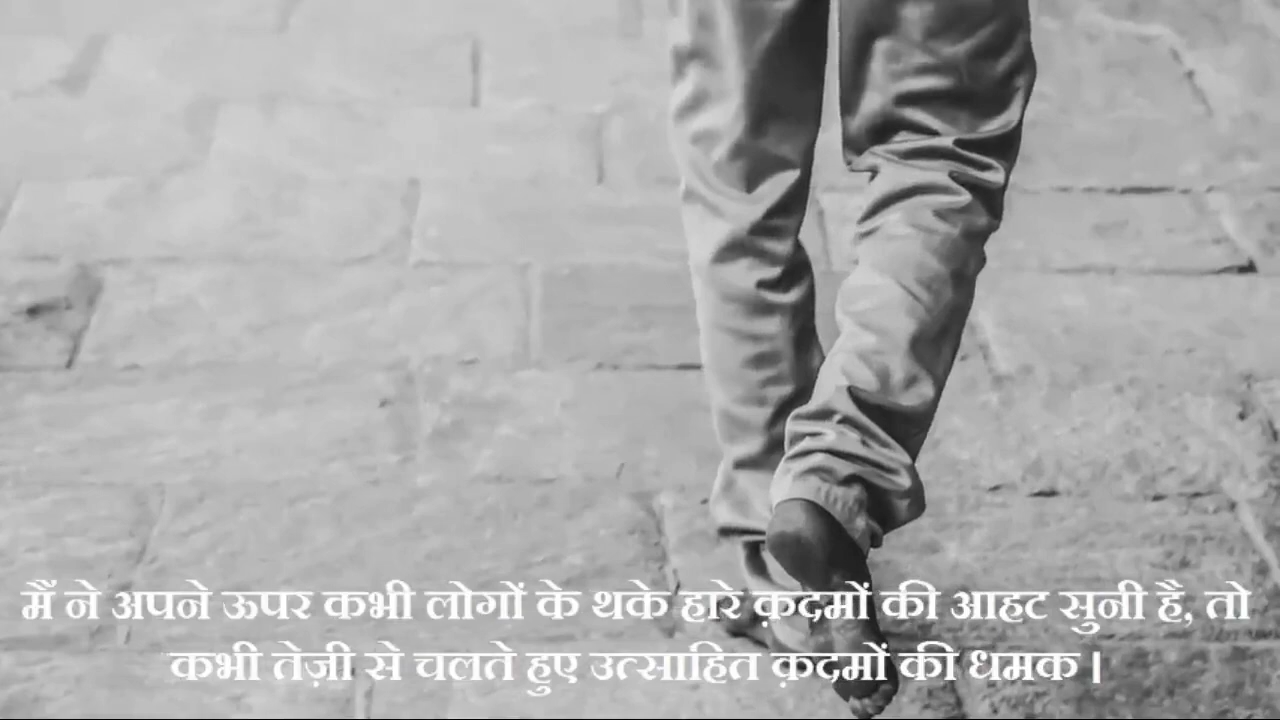 मैं ने अपने ऊपर कभी लोगों के थके हारे क़दमों की आहट सुनी है, तो
कभी तेज़ी से चलते हुए उत्साहित क़दमों की धमक।